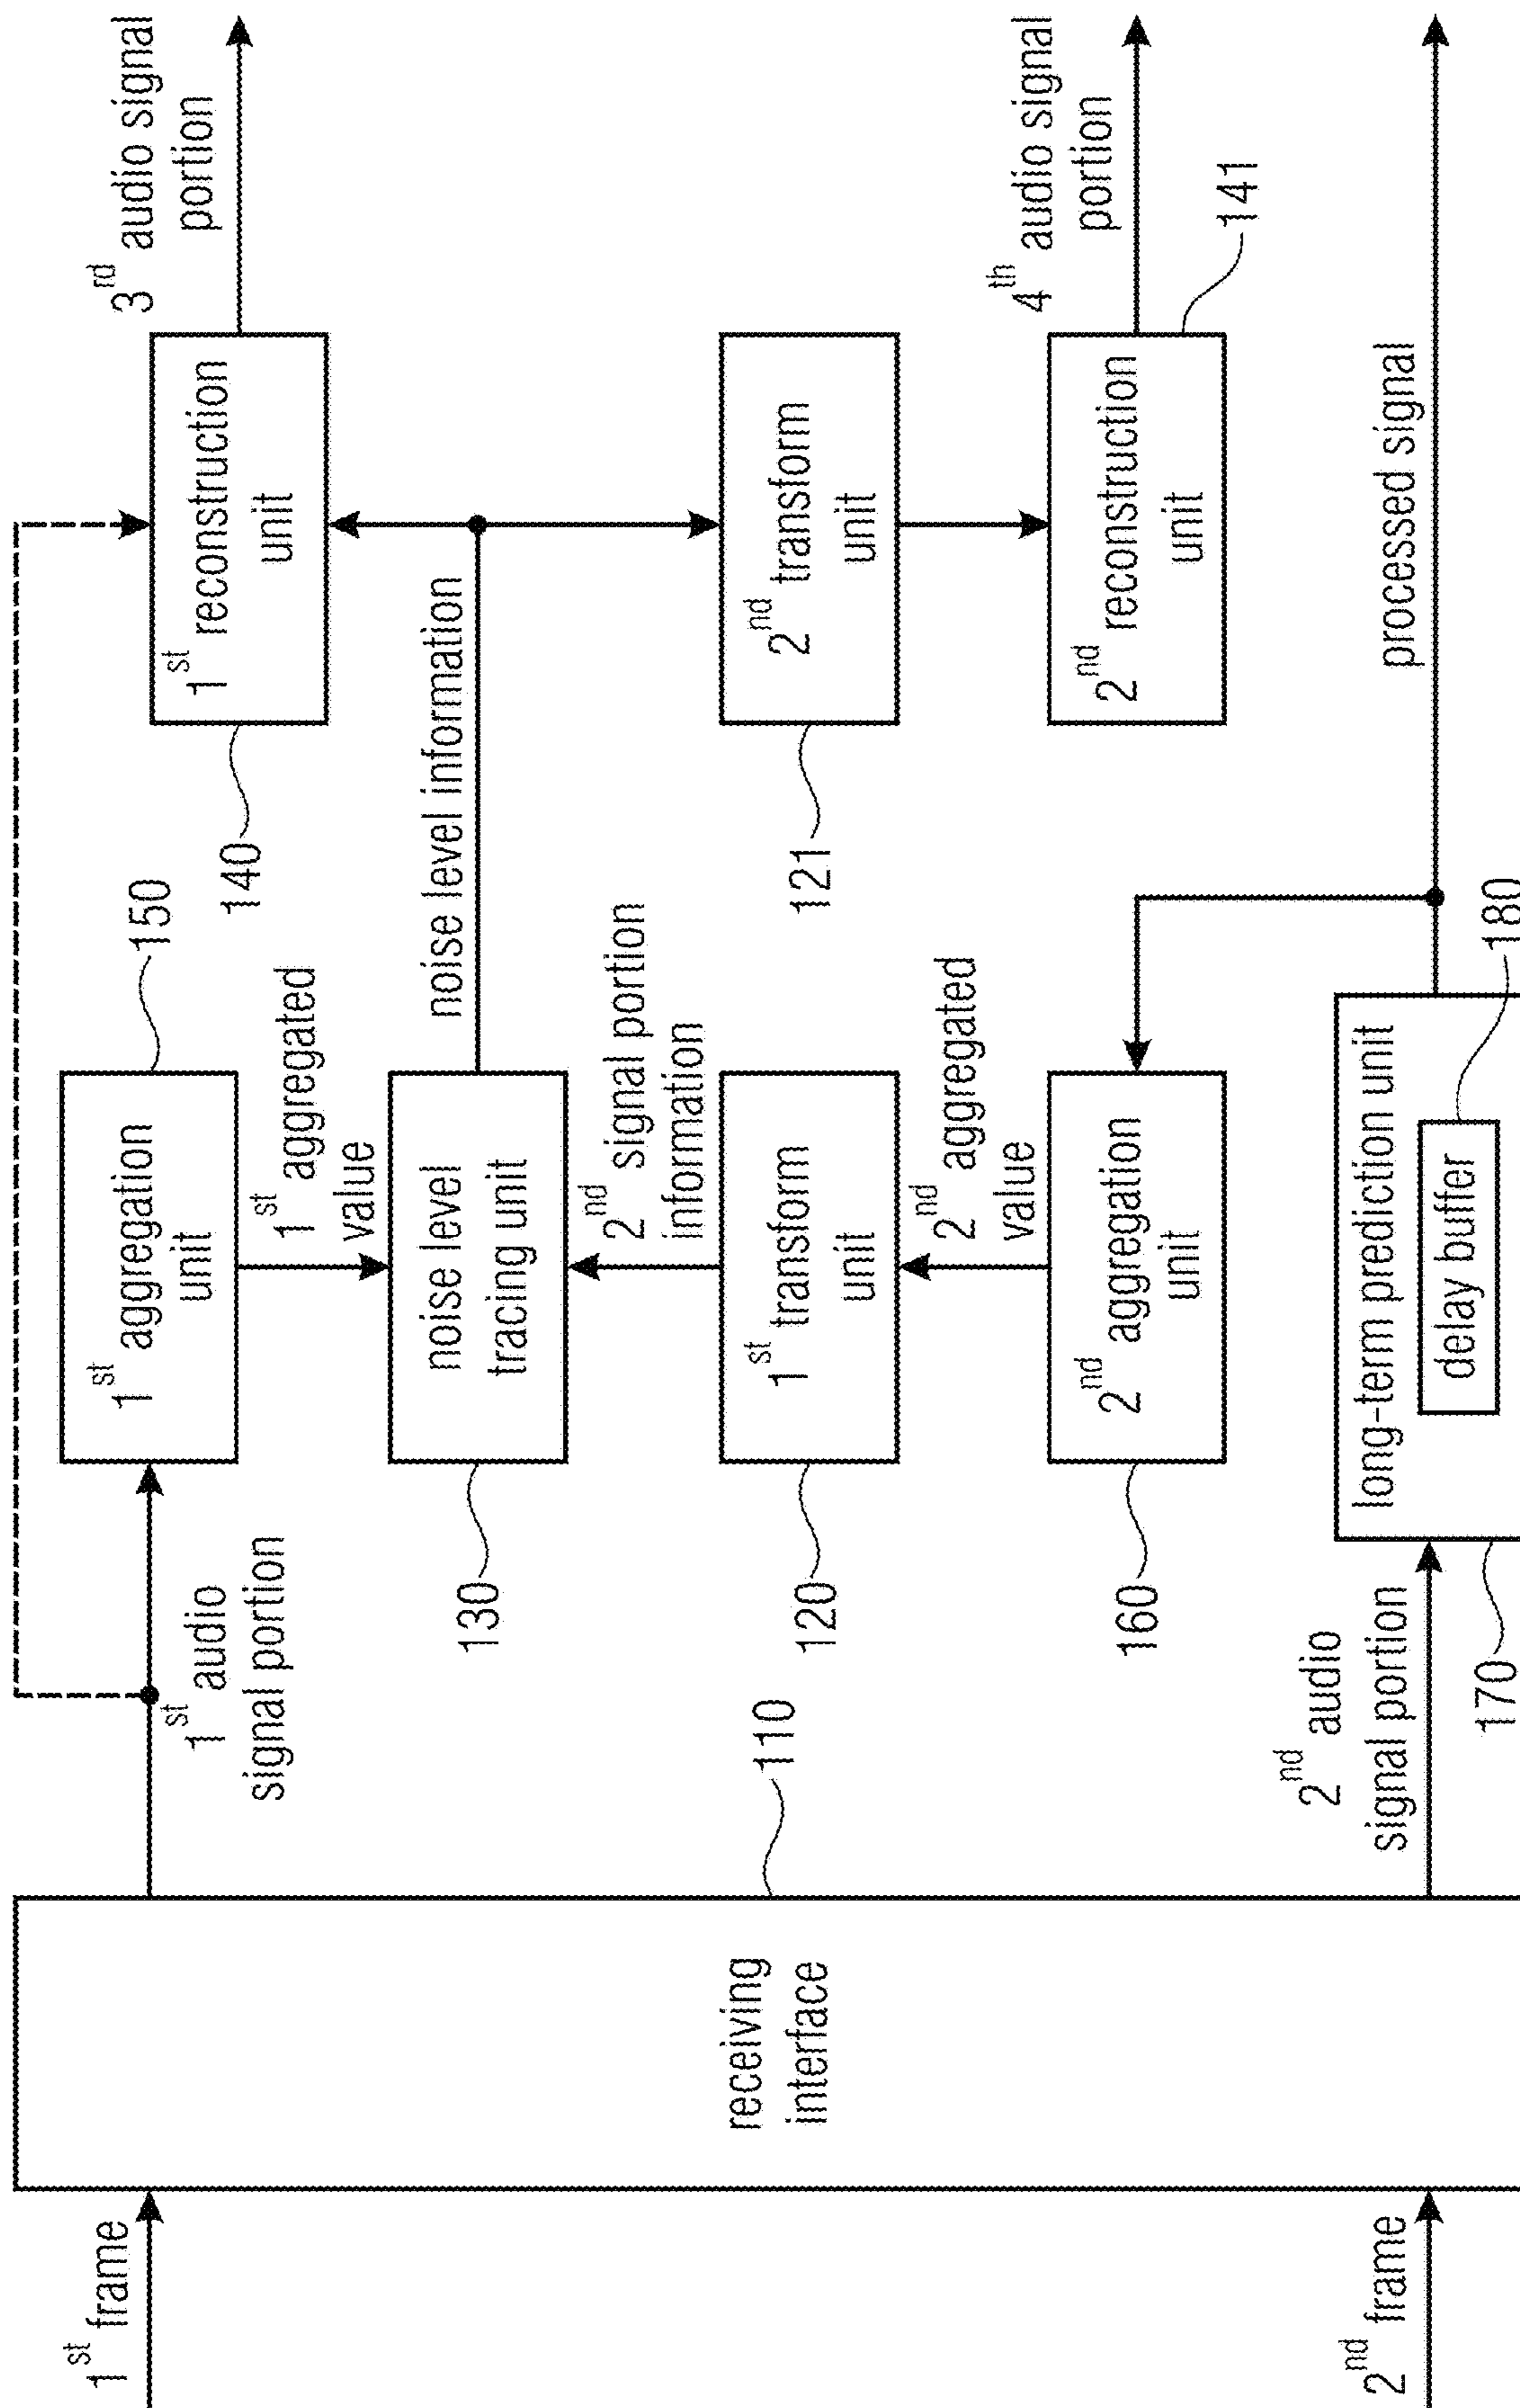 1st frame
2nd frame
receiving
interface
110
1st audio
signal portion
2nd audio
signal portion
1st aggregation
unit
150
1st aggregated
value
noise level
tracing unit
130
noise level information
2nd signal portion
information
1st transform
unit
120
2nd aggregated
value
2nd aggregation
unit
160
long-term prediction unit
delay buffer
170
180
1st reconstruction
unit
140
3rd audio signal
portion
2nd transform
unit
121
2nd reconstruction
unit
141
4th audio signal
portion
processed signal